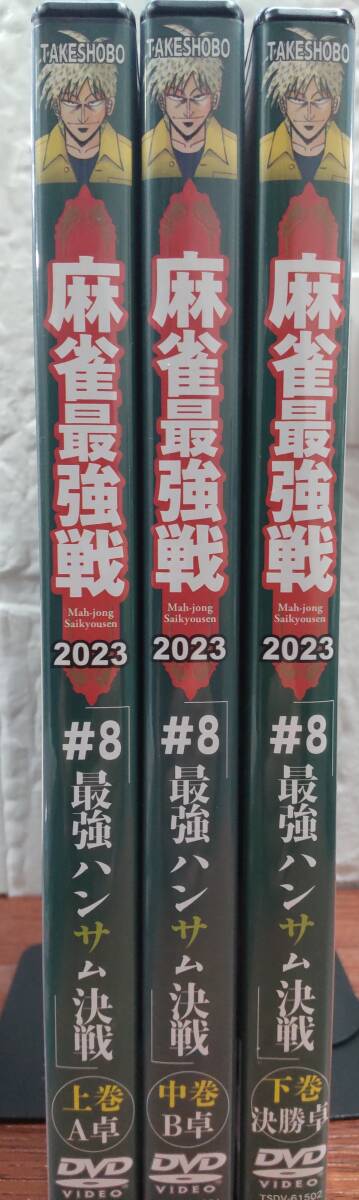 TAKESHOBO
麻雀最強戦
Mah-jong
Saikyousen
2023
#8
「最強ハンサム決戦」
上巻
A卓
DVD
VIDEO
TAKESHOBO
麻雀最強戦
Mah-jong
Saikyousen
2023
#8
「最強ハンサム決戦」
中巻
B卓
DVD
VIDEO
TAKESHOBO
麻雀最強戦
Mah-jong
Saikyousen
2023
#8
「最強ハンサム決戦」
下巻
決勝卓
TSDV-61502
DVD
VIDEO